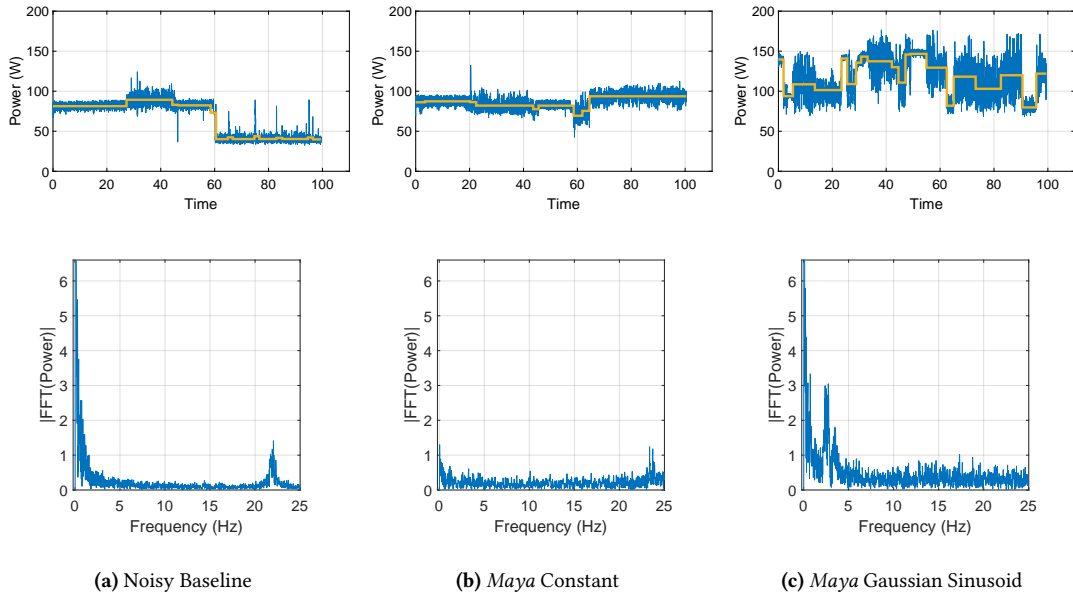 200
150
100
50
0
Power (W)
0 20 40 60 80 100
Time
200
150
100
50
0
Power (W)
0 20 40 60 80 100
Time
200
150
100
50
0
Power (W)
0 20 40 60 80 100
Time
6
5
4
3
2
1
0
|FFT(Power)|
0 5 10 15 20 25
Frequency (Hz)
6
5
4
3
2
1
0
|FFT(Power)|
0 5 10 15 20 25
Frequency (Hz)
6
5
4
3
2
1
0
|FFT(Power)|
0 5 10 15 20 25
Frequency (Hz)
(a) Noisy Baseline
(b) Maya Constant
(c) Maya Gaussian Sinusoid